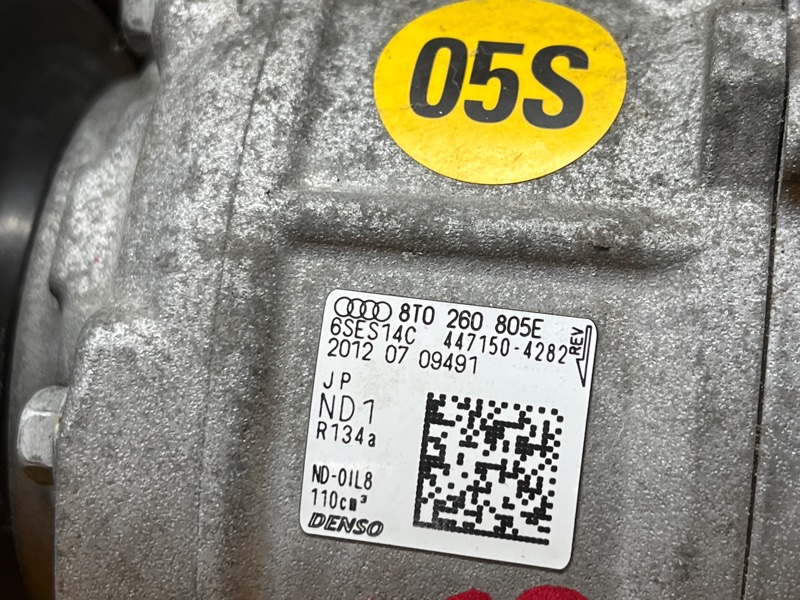 05S
8T0 260 805E
6SES14C 447150-4282
REV
2012 07 09491
JP
ND1
R134a
ND-OIL8
110cm³
DENSO